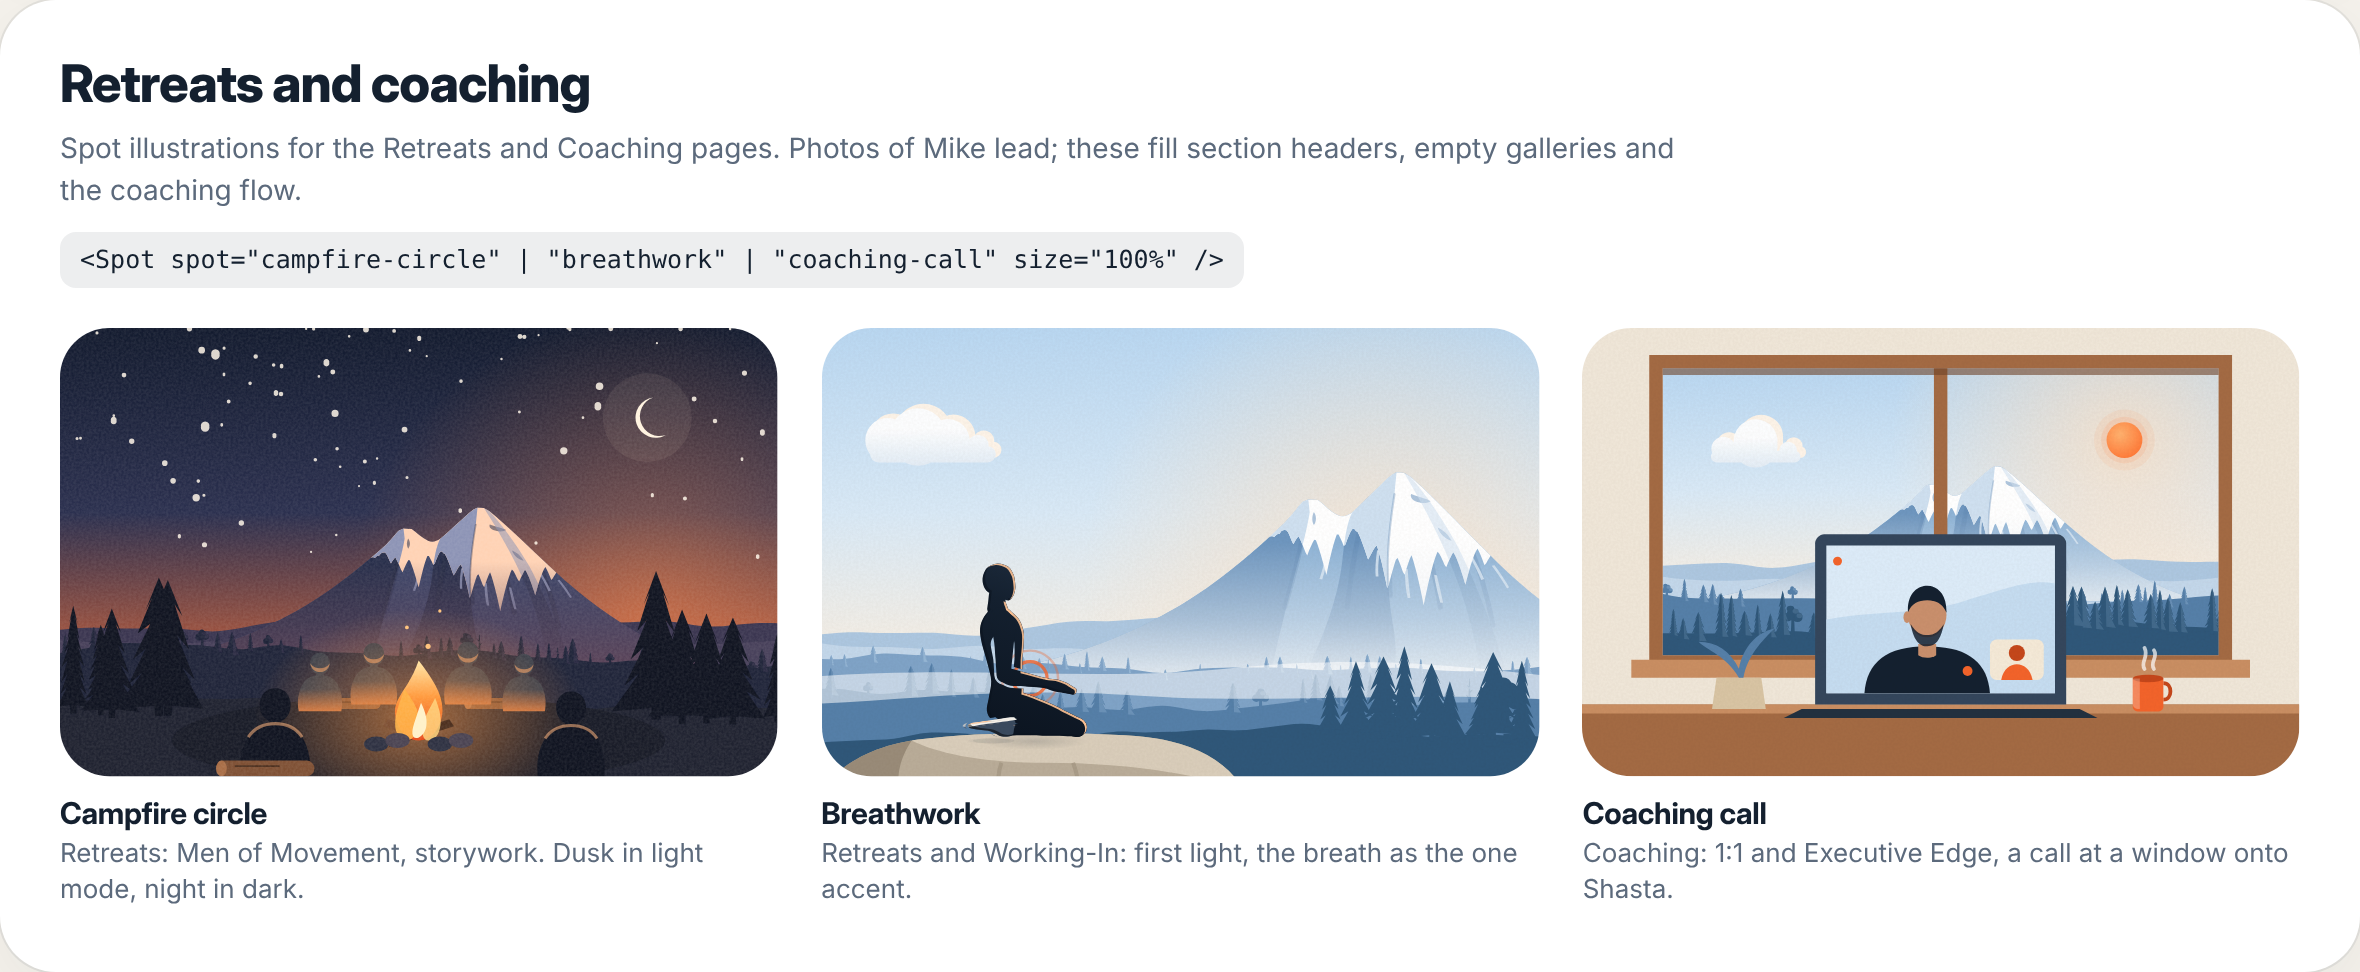 Retreats and coaching
Spot illustrations for the Retreats and Coaching pages. Photos of Mike lead; these fill section headers, empty galleries and
the coaching flow.
<Spot spot="campfire-circle" | "breathwork" | "coaching-call" size="100%" />
Campfire circle
Retreats: Men of Movement, storywork. Dusk in light
mode, night in dark.
Breathwork
Retreats and Working-In: first light, the breath as the one
accent.
Coaching call
Coaching: 1:1 and Executive Edge, a call at a window onto
Shasta.